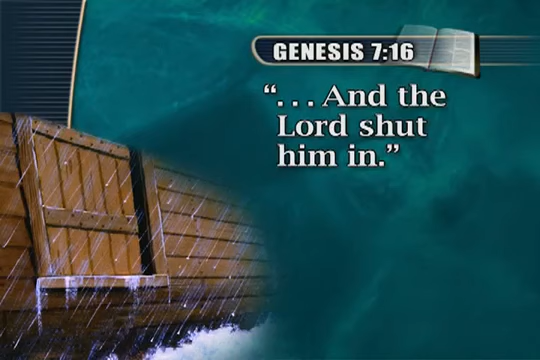 GENESIS 7:16
“. . . And the
Lord shut
him in.”